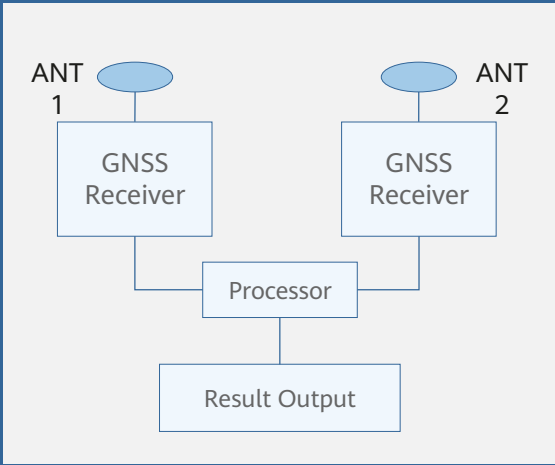 ANT
1
ANT
2
GNSS
Receiver
GNSS
Receiver
Processor
Result Output